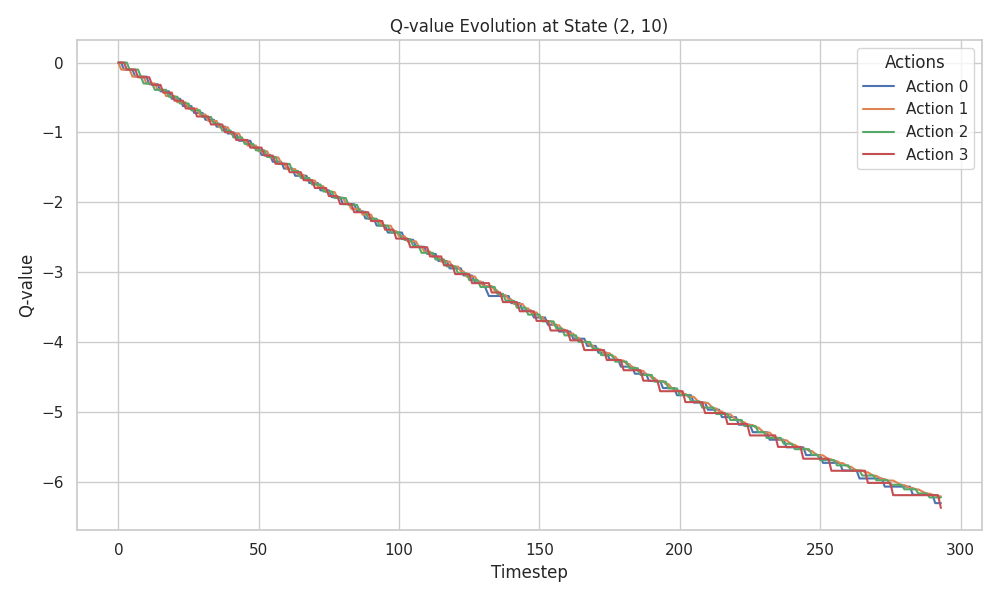 Q-value Evolution at State (2, 10)
Actions
Action 0
Action 1
Action 2
Action 3
Q-value
0
−1
−2
−3
−4
−5
−6
0 50 100 150 200 250 300
Timestep